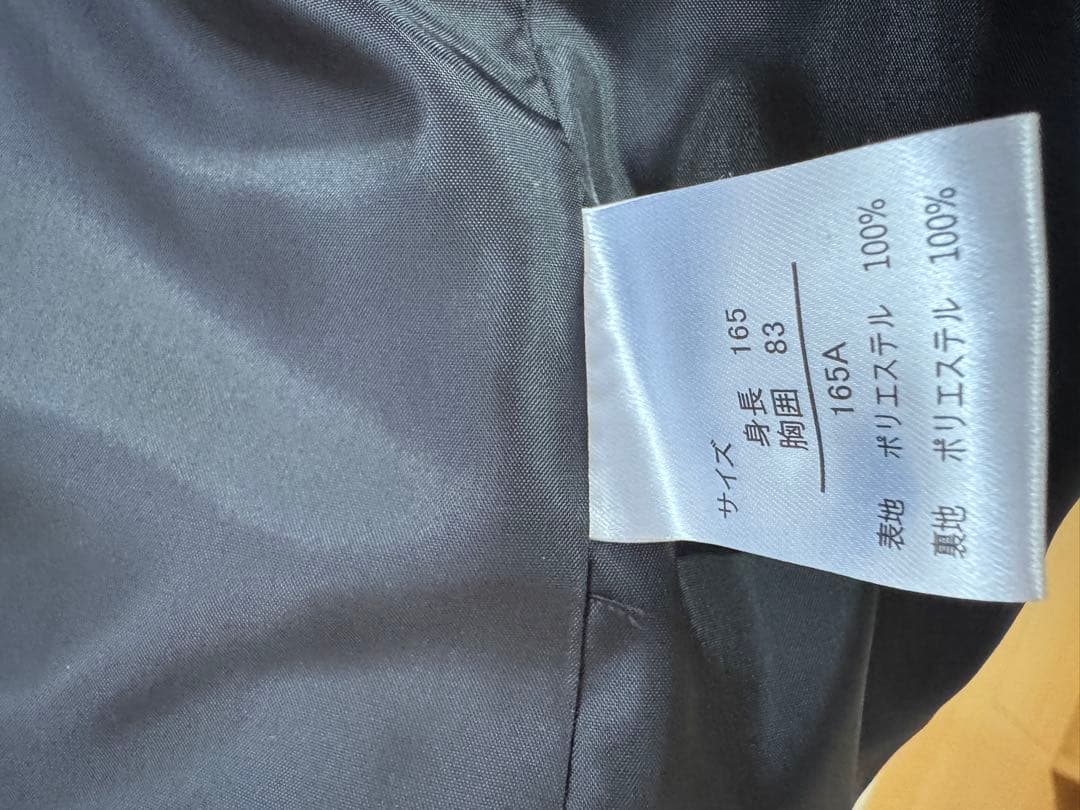 サイズ
身長 165
胸囲 83
165A
表地 ポリエステル 100%
裏地 ポリエステル 100%